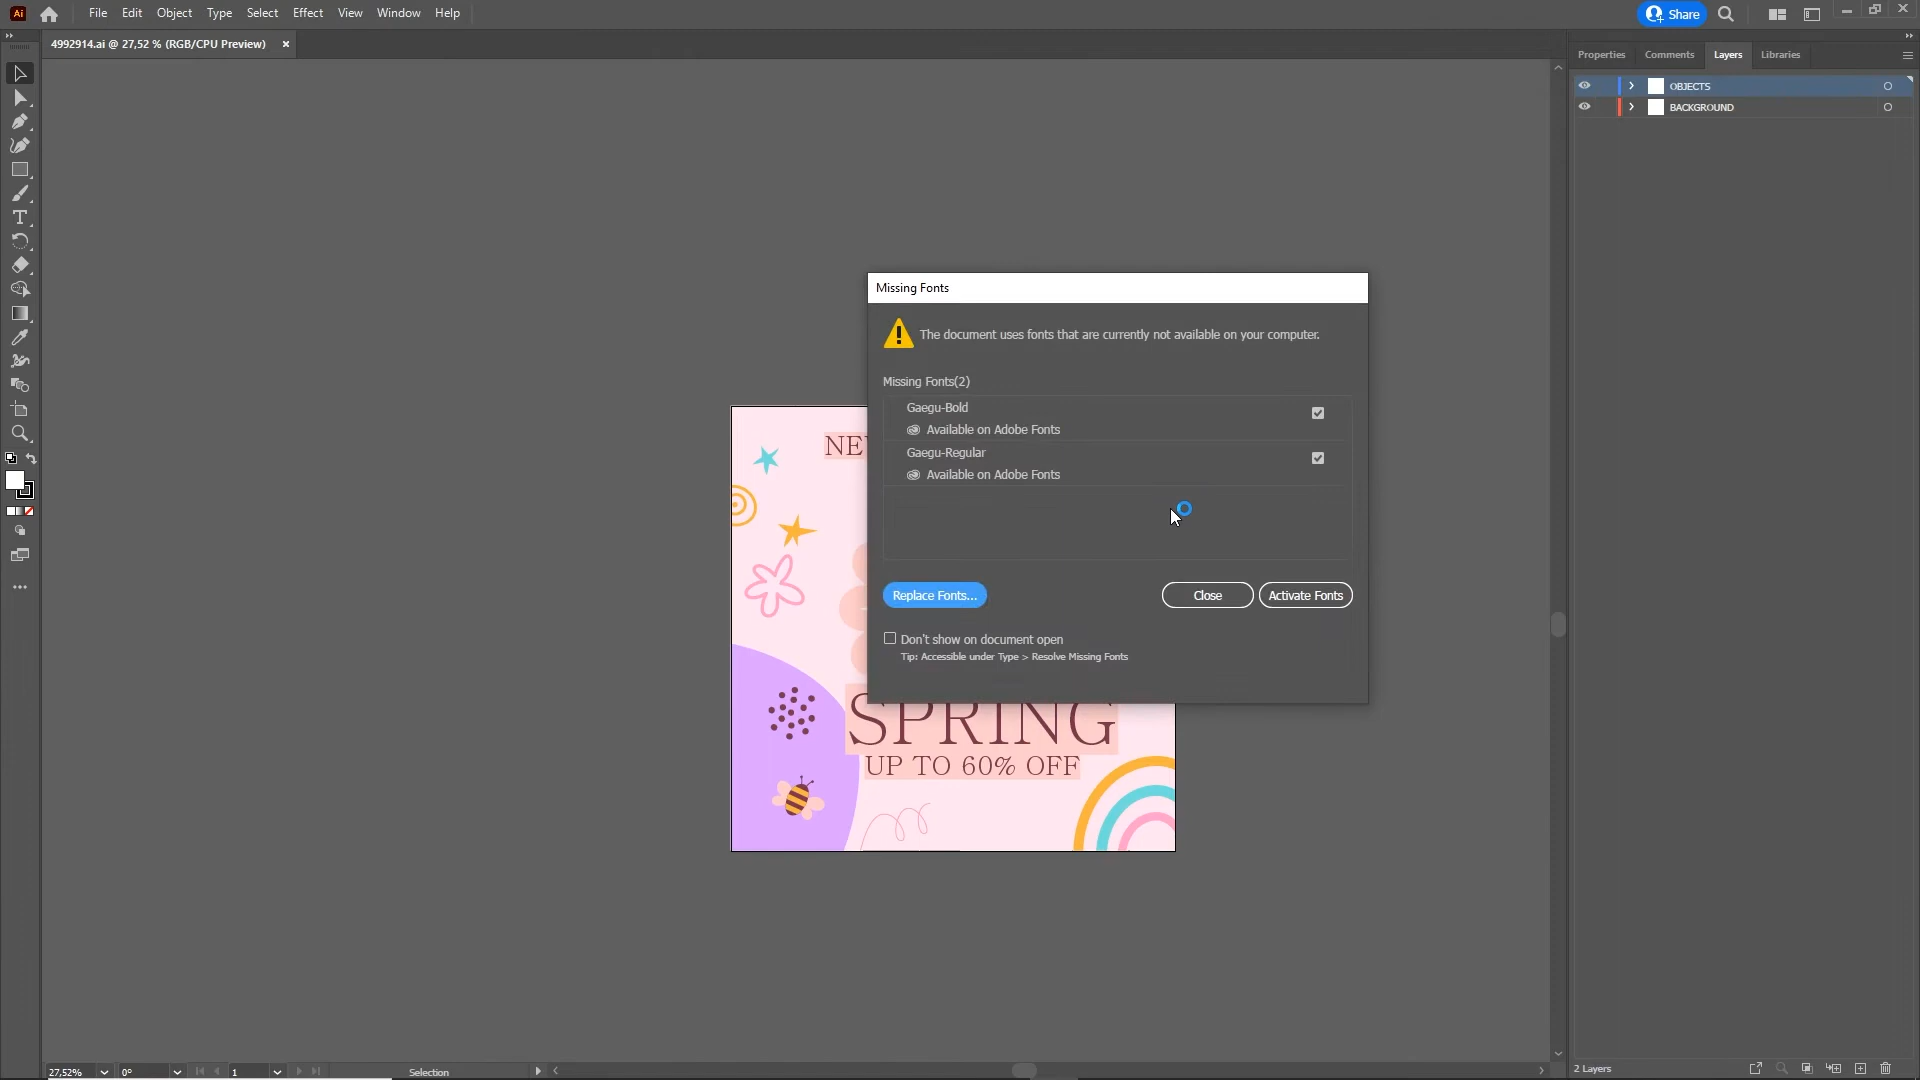 Ai File Edit Object Type Select Effect View Window Help Share
4992914.ai @ 27,52 % (RGB/CPU Preview) ×
Properties Comments Layers Libraries
OBJECTS
BACKGROUND
Missing Fonts
The document uses fonts that are currently not available on your computer.
Missing Fonts(2)
Gaegu-Bold
Available on Adobe Fonts
Gaegu-Regular
Available on Adobe Fonts
Replace Fonts... Close Activate Fonts
Don't show on document open
Tip: Accessible under Type > Resolve Missing Fonts
SPRING
UP TO 60% OFF
27,52% 0° 1 Selection
2 Layers